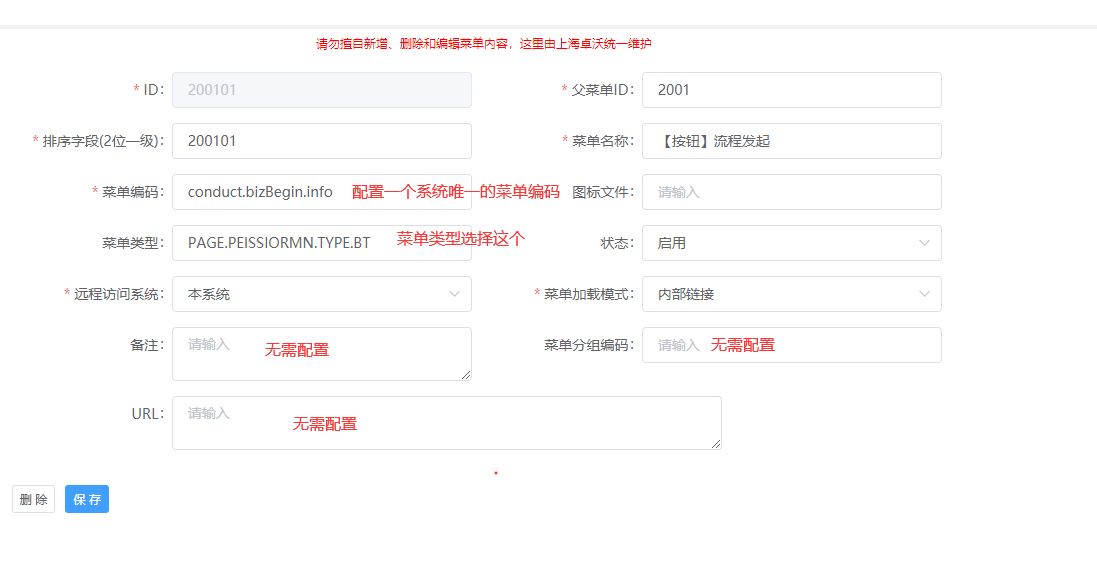 请勿擅自新增、删除和编辑菜单内容，这里由上海卓沃统一维护
* ID： 200101 * 父菜单ID： 2001
* 排序字段(2位一级)： 200101 * 菜单名称： 【按钮】流程发起
* 菜单编码： conduct.bizBegin.info 配置一个系统唯一的菜单编码 图标文件： 请输入
菜单类型： PAGE.PEISSIORMN.TYPE.BT 菜单类型选择这个 状态： 启用
* 远程访问系统： 本系统 * 菜单加载模式： 内部链接
备注： 请输入 无需配置 菜单分组编码： 请输入 无需配置
URL： 请输入 无需配置
删 除 保 存